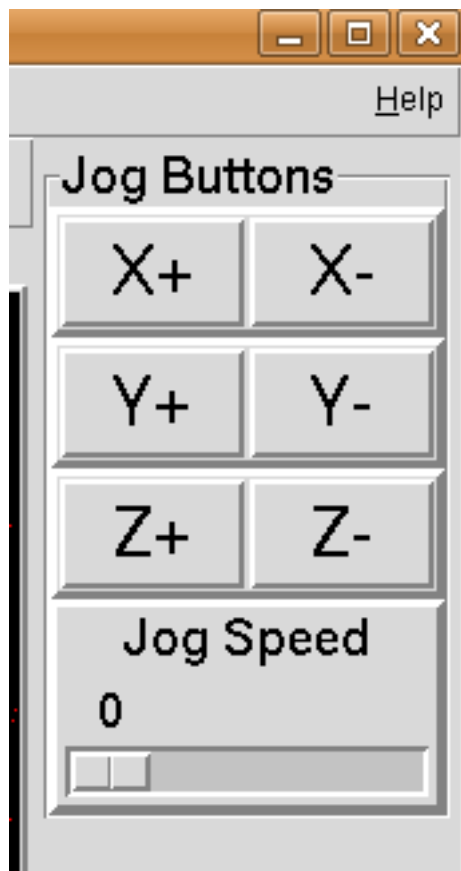 Help
Jog Buttons
X+ X-
Y+ Y-
Z+ Z-
Jog Speed
0